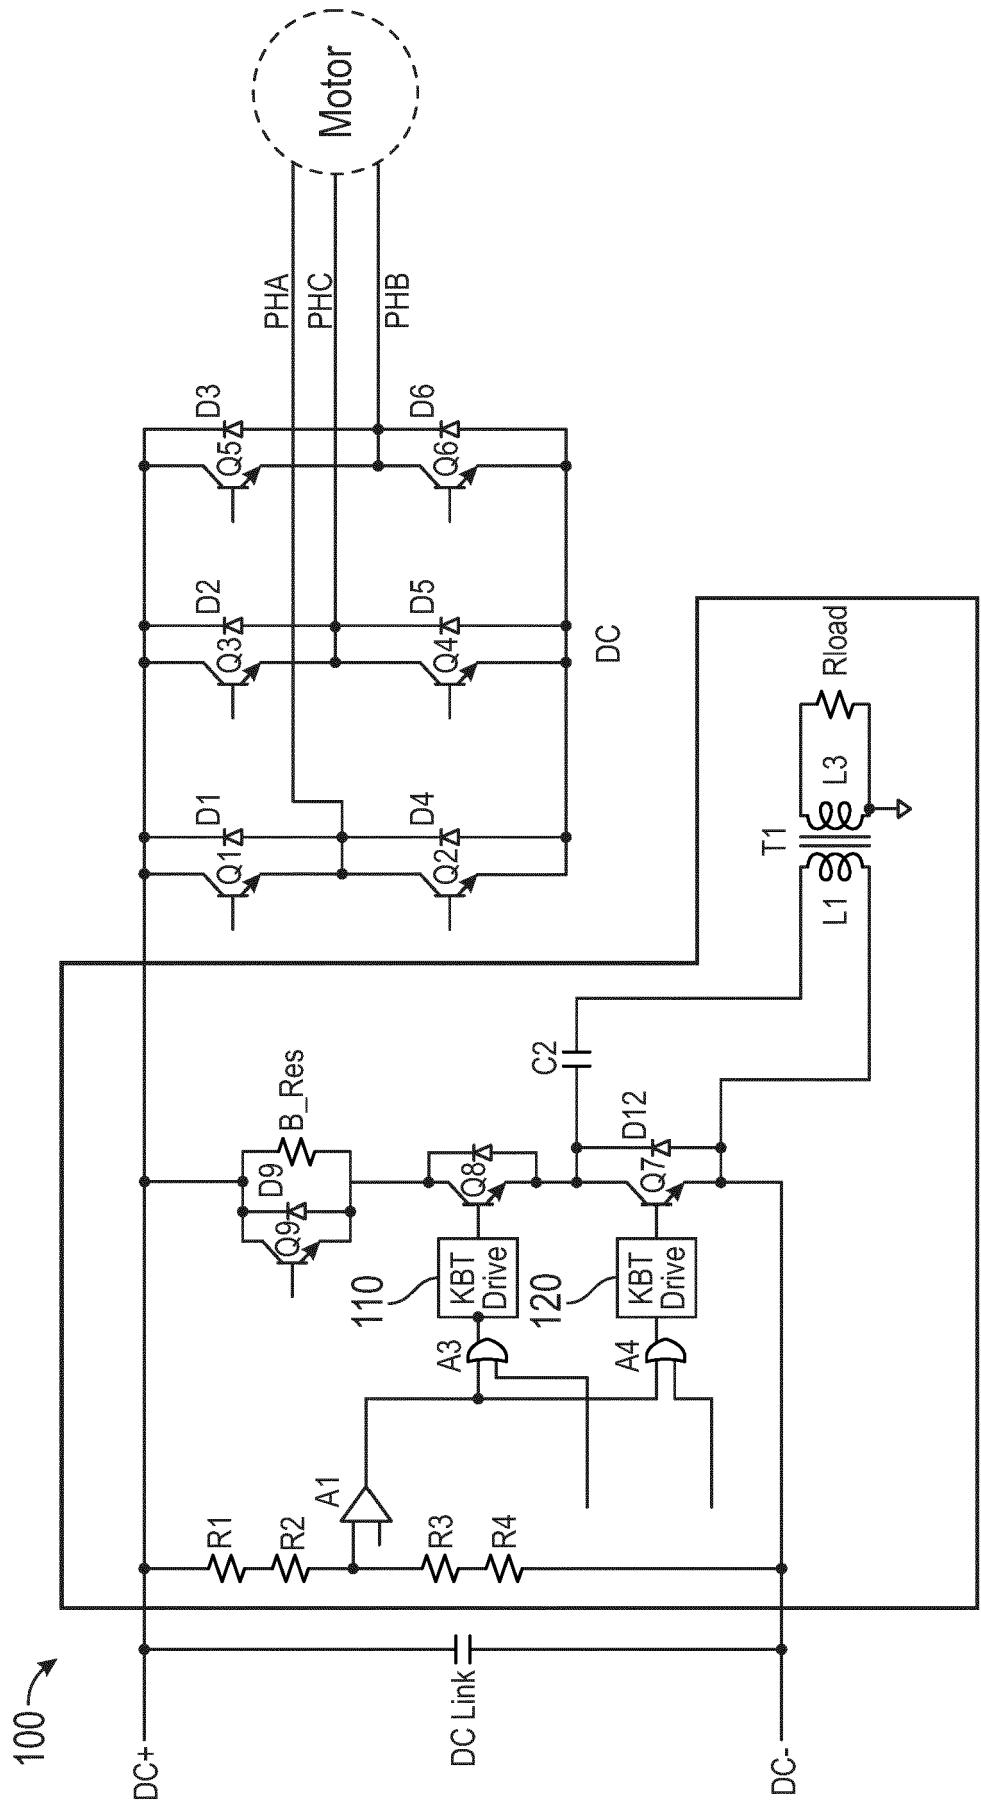 100
DC+
DC Link
DC-
R1
R2
R3
R4
A1
A3
A4
110
KBT
Drive
120
KBT
Drive
Q9
D9
B_Res
Q8
Q7
D12
C2
T1
L1
L3
Rload
Q1
D1
Q2
D4
Q3
D2
Q4
D5
Q5
D3
Q6
D6
DC
PHA
PHC
PHB
Motor